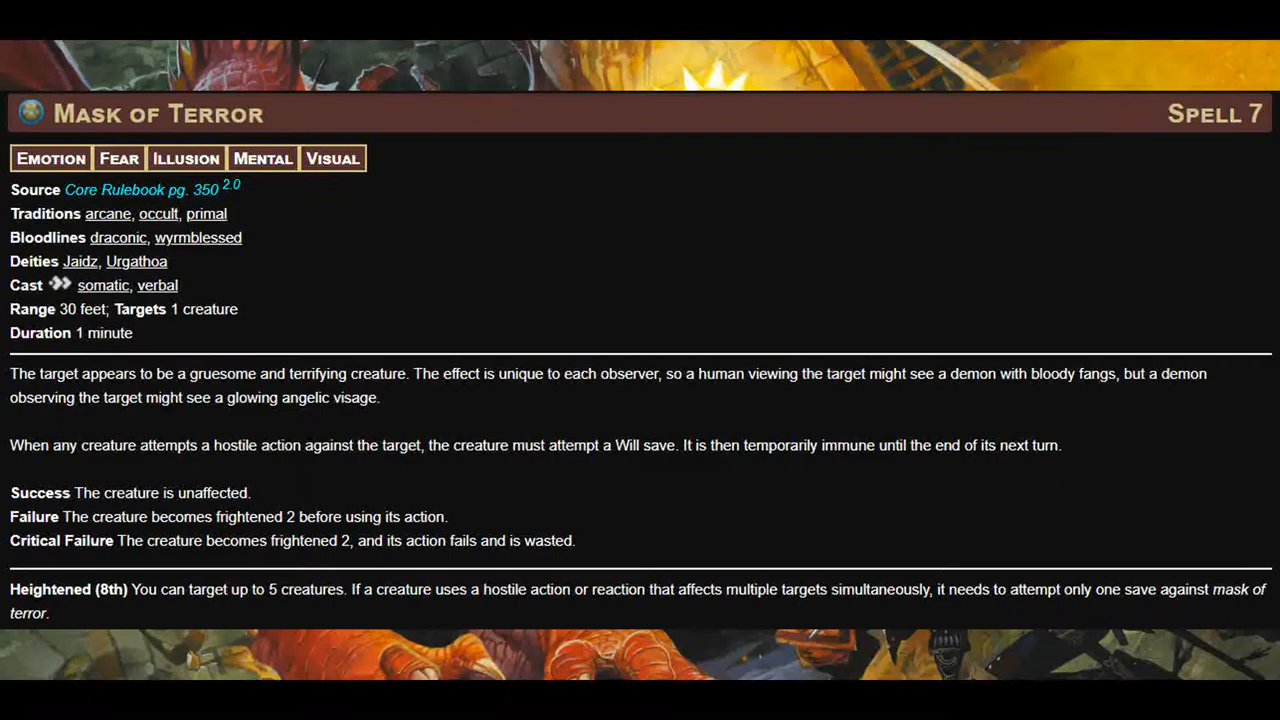 Mask of Terror Spell 7
Emotion Fear Illusion Mental Visual
Source Core Rulebook pg. 350 2.0
Traditions arcane, occult, primal
Bloodlines draconic, wyrmblessed
Deities Jaidz, Urgathoa
Cast somatic, verbal
Range 30 feet; Targets 1 creature
Duration 1 minute
The target appears to be a gruesome and terrifying creature. The effect is unique to each observer, so a human viewing the target might see a demon with bloody fangs, but a demon
observing the target might see a glowing angelic visage.
When any creature attempts a hostile action against the target, the creature must attempt a Will save. It is then temporarily immune until the end of its next turn.
Success The creature is unaffected.
Failure The creature becomes frightened 2 before using its action.
Critical Failure The creature becomes frightened 2, and its action fails and is wasted.
Heightened (8th) You can target up to 5 creatures. If a creature uses a hostile action or reaction that affects multiple targets simultaneously, it needs to attempt only one save against mask of
terror.